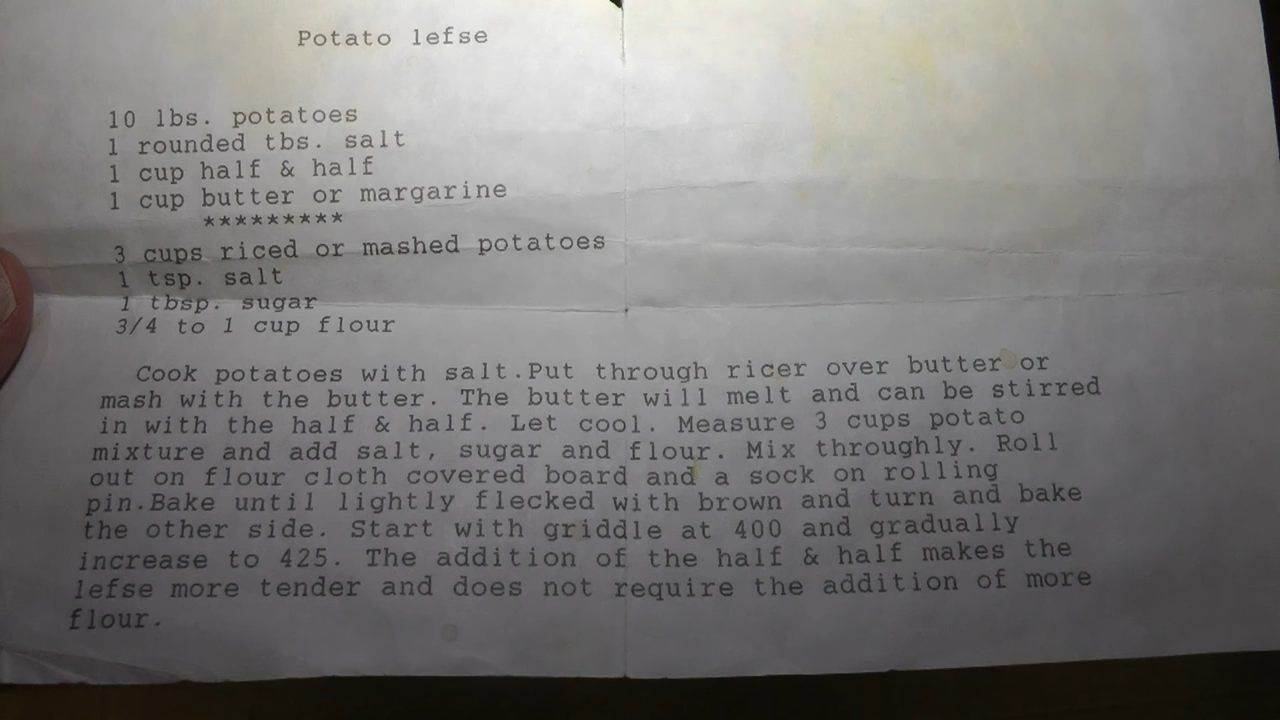 Potato lefse
10 lbs. potatoes
1 rounded tbs. salt
1 cup half & half
1 cup butter or margarine
*********
3 cups riced or mashed potatoes
1 tsp. salt
1 tbsp. sugar
3/4 to 1 cup flour
Cook potatoes with salt.Put through ricer over butter or
mash with the butter. The butter will melt and can be stirred
in with the half & half. Let cool. Measure 3 cups potato
mixture and add salt, sugar and flour. Mix throughly. Roll
out on flour cloth covered board and a sock on rolling
pin.Bake until lightly flecked with brown and turn and bake
the other side. Start with griddle at 400 and gradually
increase to 425. The addition of the half & half makes the
lefse more tender and does not require the addition of more
flour.